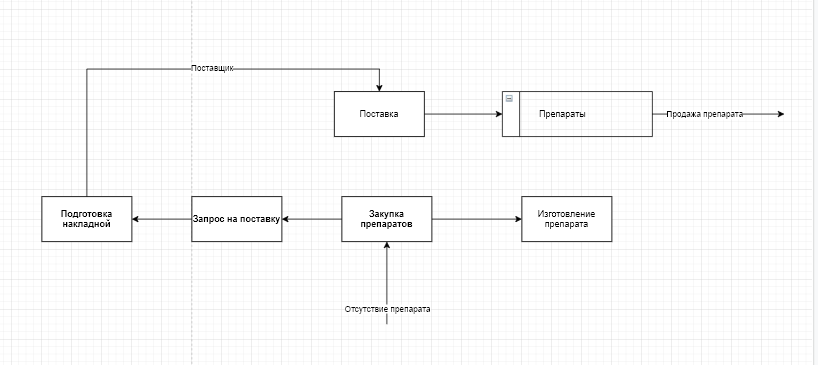 Поставщик
Поставка
Препараты
Продажа препарата
Подготовка
накладной
Запрос на поставку
Закупка
препаратов
Изготовление
препарата
Отсутствие препарата